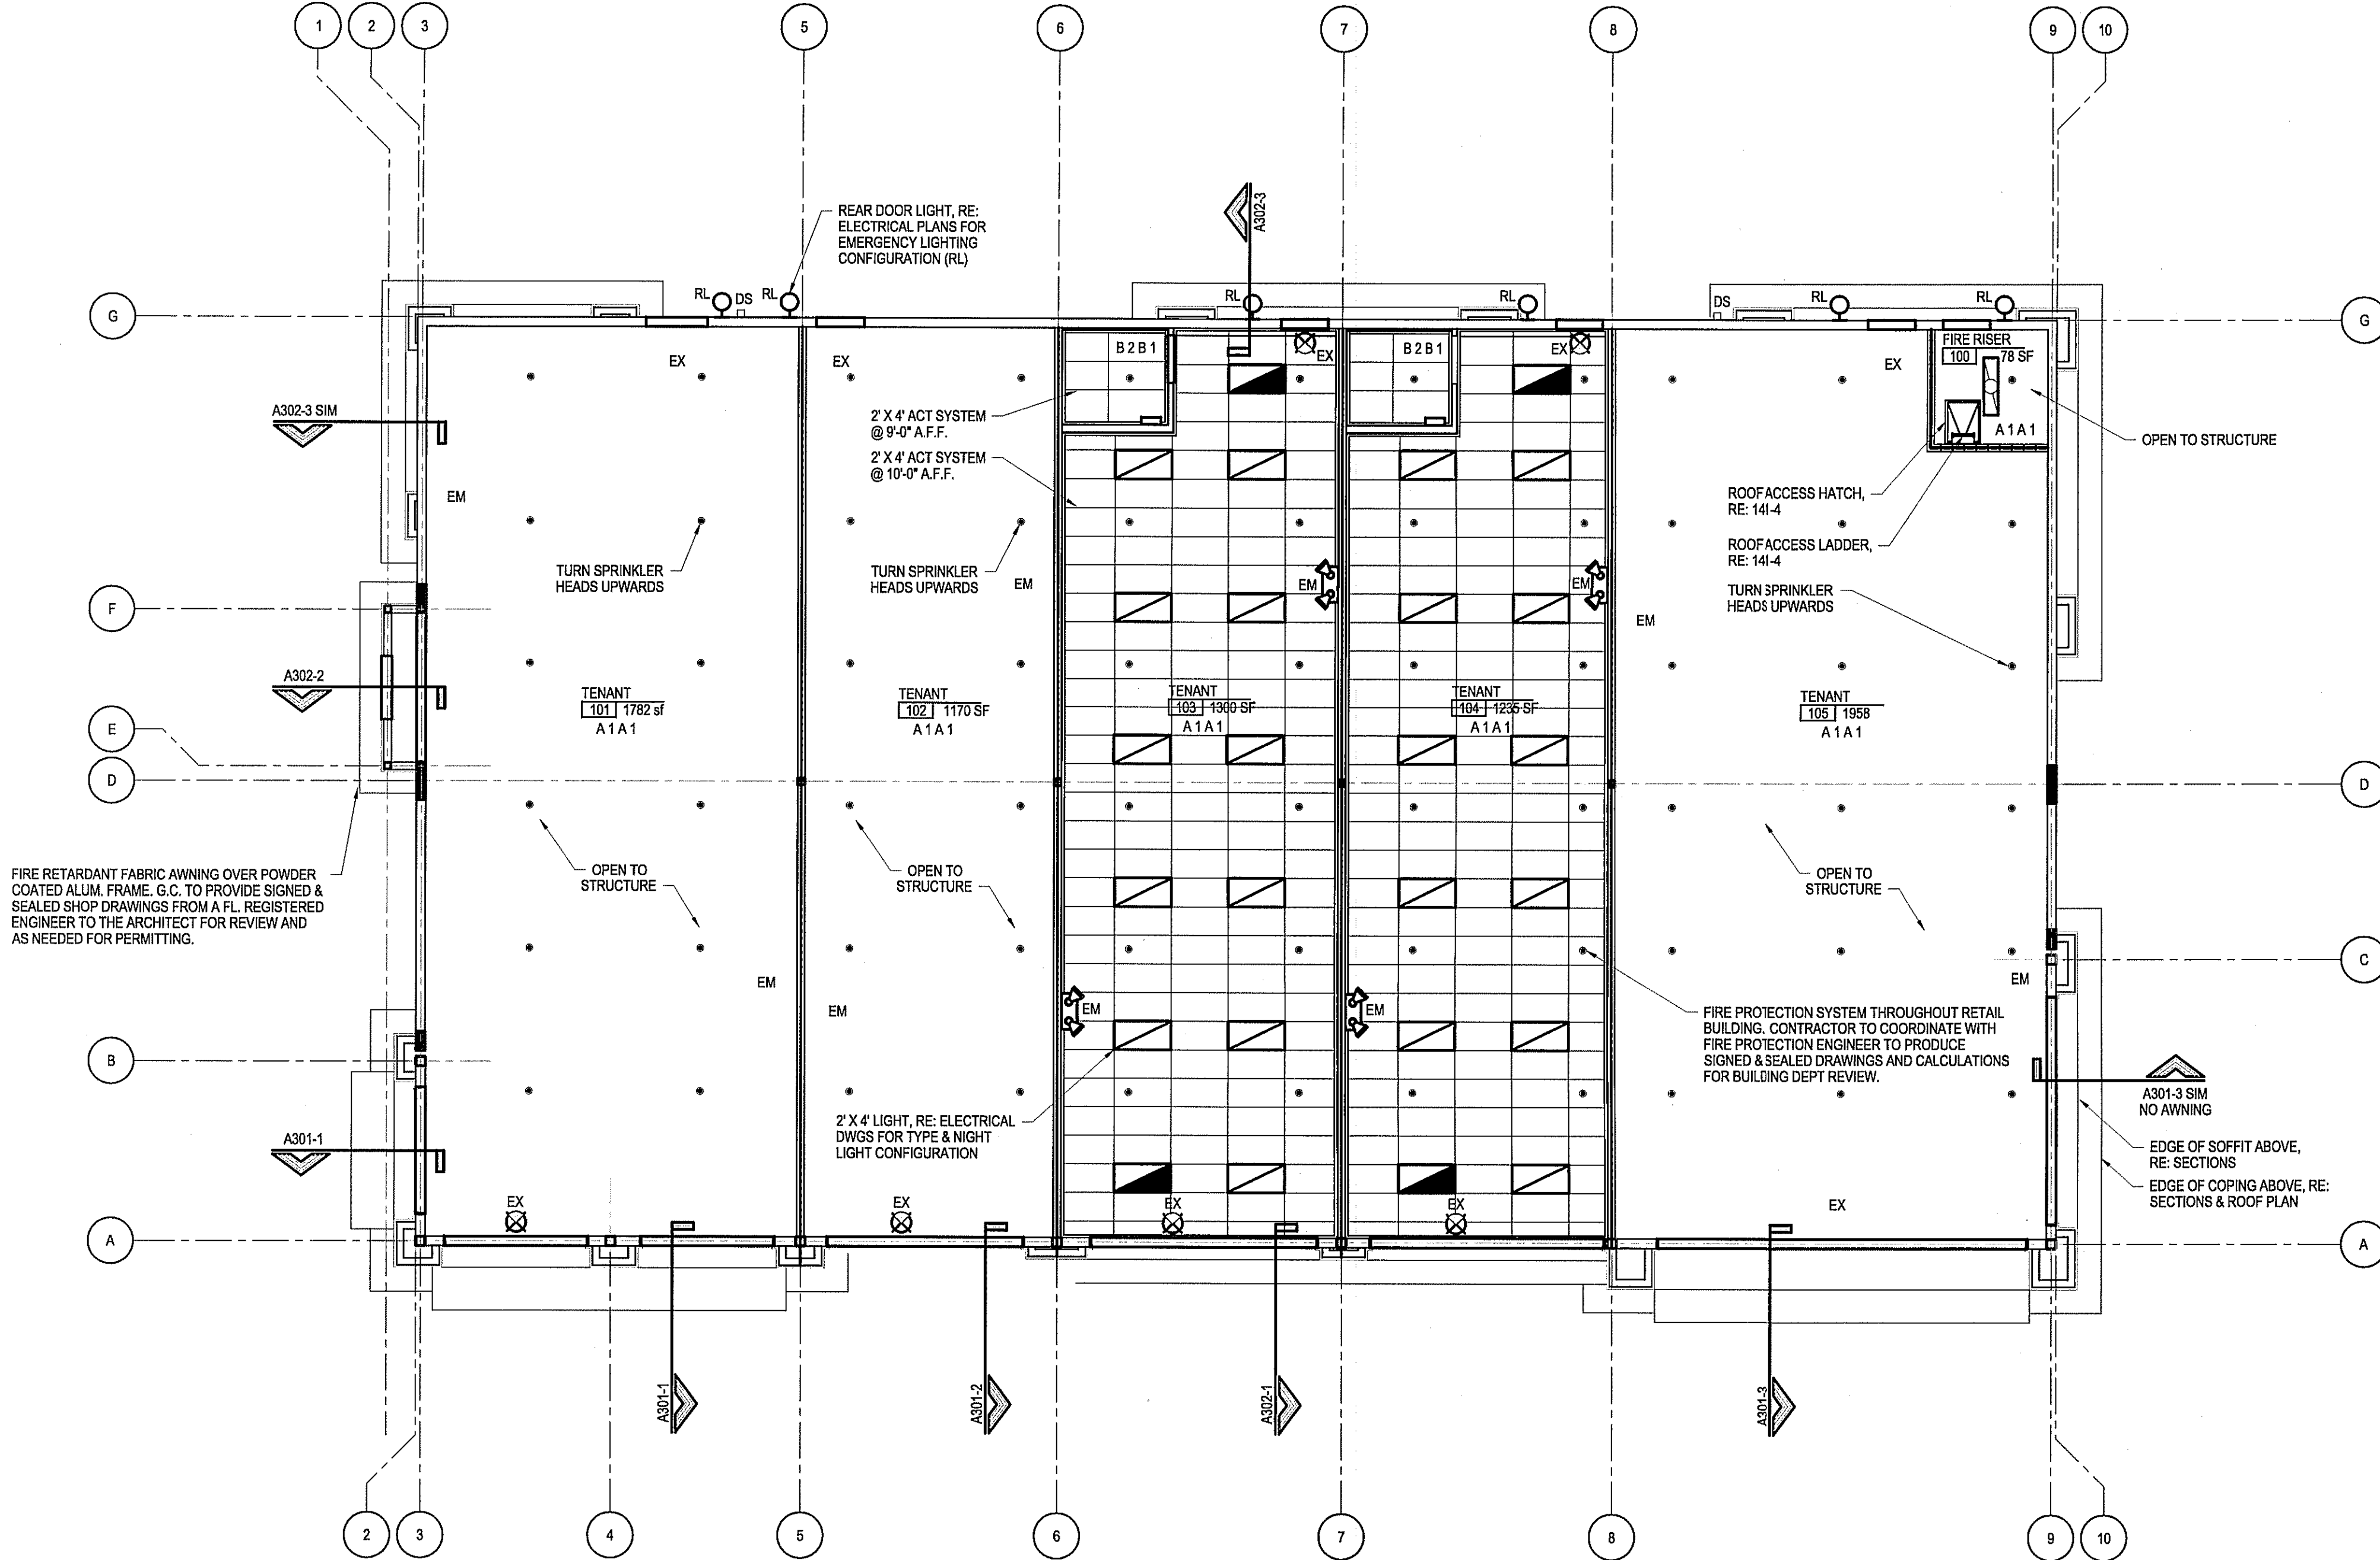 1
2
3
5
6
7
8
9
10
REAR DOOR LIGHT, RE:
ELECTRICAL PLANS FOR
EMERGENCY LIGHTING
CONFIGURATION (RL)
A302-3
G
RL
DS
RL
RL
RL
DS
RL
RL
G
EX
EX
B 2 B 1
EX
B 2 B 1
EX
EX
FIRE RISER
100 78 SF
A 1 A 1
OPEN TO STRUCTURE
A302-3 SIM
2' X 4' ACT SYSTEM
@ 9'-0" A.F.F.
2' X 4' ACT SYSTEM
@ 10'-0" A.F.F.
EM
ROOF ACCESS HATCH,
RE: 141-4
ROOF ACCESS LADDER,
RE: 141-4
TURN SPRINKLER
HEADS UPWARDS
TURN SPRINKLER
HEADS UPWARDS
TURN SPRINKLER
HEADS UPWARDS
EM
EM
EM
EM
F
A302-2
E
D
D
TENANT
101 1782 sf
A 1 A 1
TENANT
102 1170 SF
A 1 A 1
TENANT
103 1300 SF
A 1 A 1
TENANT
104 1235 SF
A 1 A 1
TENANT
105 1958
A 1 A 1
FIRE RETARDANT FABRIC AWNING OVER POWDER
COATED ALUM. FRAME. G.C. TO PROVIDE SIGNED &
SEALED SHOP DRAWINGS FROM A FL. REGISTERED
ENGINEER TO THE ARCHITECT FOR REVIEW AND
AS NEEDED FOR PERMITTING.
OPEN TO
STRUCTURE
OPEN TO
STRUCTURE
OPEN TO
STRUCTURE
C
EM
EM
EM
EM
EM
FIRE PROTECTION SYSTEM THROUGHOUT RETAIL
BUILDING. CONTRACTOR TO COORDINATE WITH
FIRE PROTECTION ENGINEER TO PRODUCE
SIGNED & SEALED DRAWINGS AND CALCULATIONS
FOR BUILDING DEPT REVIEW.
B
A301-3 SIM
NO AWNING
A301-1
2' X 4' LIGHT, RE: ELECTRICAL
DWGS FOR TYPE & NIGHT
LIGHT CONFIGURATION
EDGE OF SOFFIT ABOVE,
RE: SECTIONS
EDGE OF COPING ABOVE, RE:
SECTIONS & ROOF PLAN
EX
EX
EX
EX
EX
A
A
A301-1
A301-2
A302-1
A301-3
2
3
4
5
6
7
8
9
10